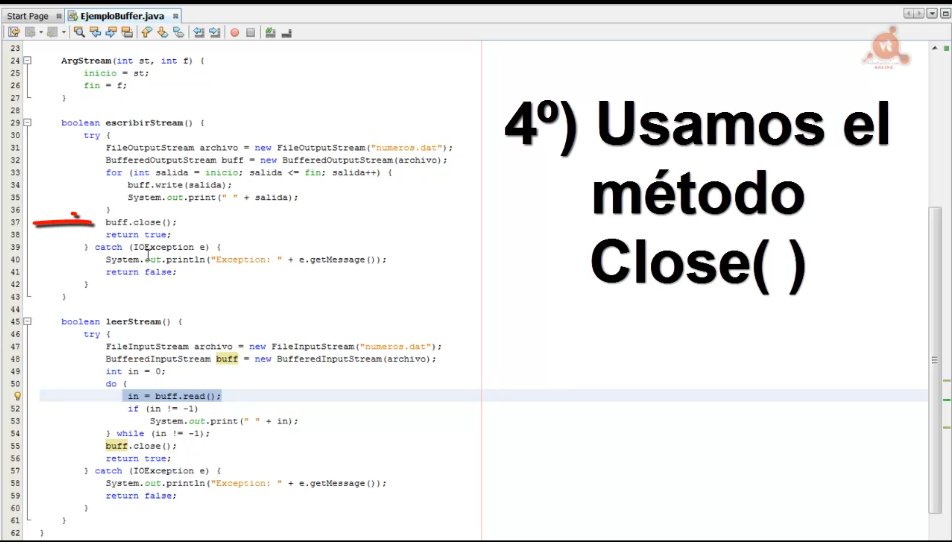 Start Page
EjemploBuffer.java
23
24 ArgStream(int st, int f) {
25 inicio = st;
26 fin = f;
27 }
28
29 boolean escribirStream() {
30 try {
31 FileOutputStream archivo = new FileOutputStream("numeros.dat");
32 BufferedOutputStream buff = new BufferedOutputStream(archivo);
33 for (int salida = inicio; salida <= fin; salida++) {
34 buff.write(salida);
35 System.out.print(" " + salida);
36 }
37 buff.close();
38 return true;
39 } catch (IOException e) {
40 System.out.println("Exception: " + e.getMessage());
41 return false;
42 }
43 }
44
45 boolean leerStream() {
46 try {
47 FileInputStream archivo = new FileInputStream("numeros.dat");
48 BufferedInputStream buff = new BufferedInputStream(archivo);
49 int in = 0;
50 do {
in = buff.read();
52 if (in != -1)
53 System.out.print(" " + in);
54 } while (in != -1);
55 buff.close();
56 return true;
57 } catch (IOException e) {
58 System.out.println("Exception: " + e.getMessage());
59 return false;
60 }
61 }
62 }
4º) Usamos el
método
Close( )
vt